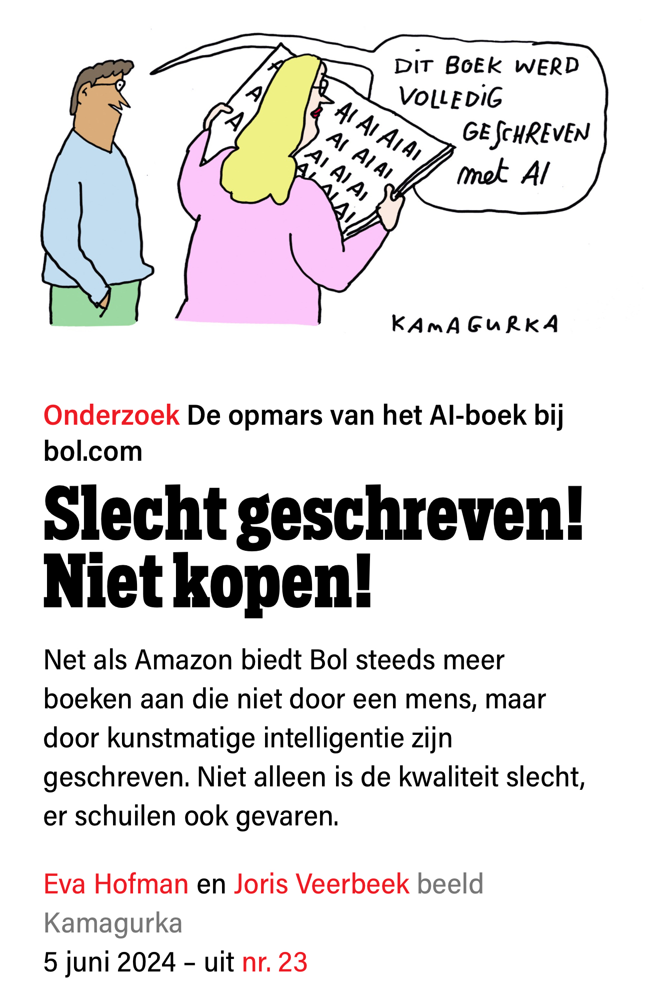 DIT BOEK WERD
VOLLEDIG
GESCHREVEN
met AI
A
A
A
AI AI AI AI
AI AI AI
AI AI AI
AI AI AI
KAMAGURKA
Onderzoek De opmars van het AI-boek bij
bol.com
Slecht geschreven!
Niet kopen!
Net als Amazon biedt Bol steeds meer
boeken aan die niet door een mens, maar
door kunstmatige intelligentie zijn
geschreven. Niet alleen is de kwaliteit slecht,
er schuilen ook gevaren.
Eva Hofman en Joris Veerbeek beeld
Kamagurka
5 juni 2024 – uit nr. 23